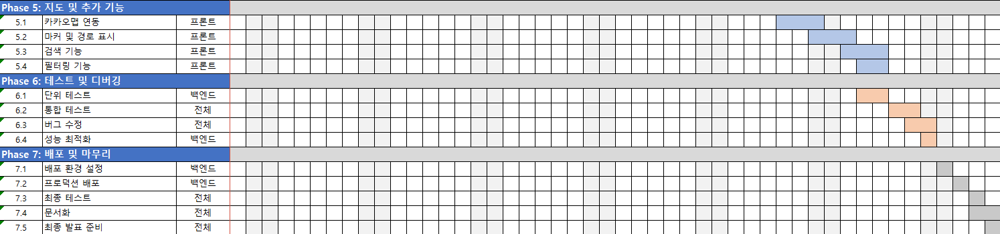 Phase 5: 지도 및 추가 기능
5.1 카카오맵 연동 프론트
5.2 마커 및 경로 표시 프론트
5.3 검색 기능 프론트
5.4 필터링 기능 프론트
Phase 6: 테스트 및 디버깅
6.1 단위 테스트 백엔드
6.2 통합 테스트 전체
6.3 버그 수정 전체
6.4 성능 최적화 백엔드
Phase 7: 배포 및 마무리
7.1 배포 환경 설정 백엔드
7.2 프로덕션 배포 백엔드
7.3 최종 테스트 전체
7.4 문서화 전체
7.5 최종 발표 준비 전체